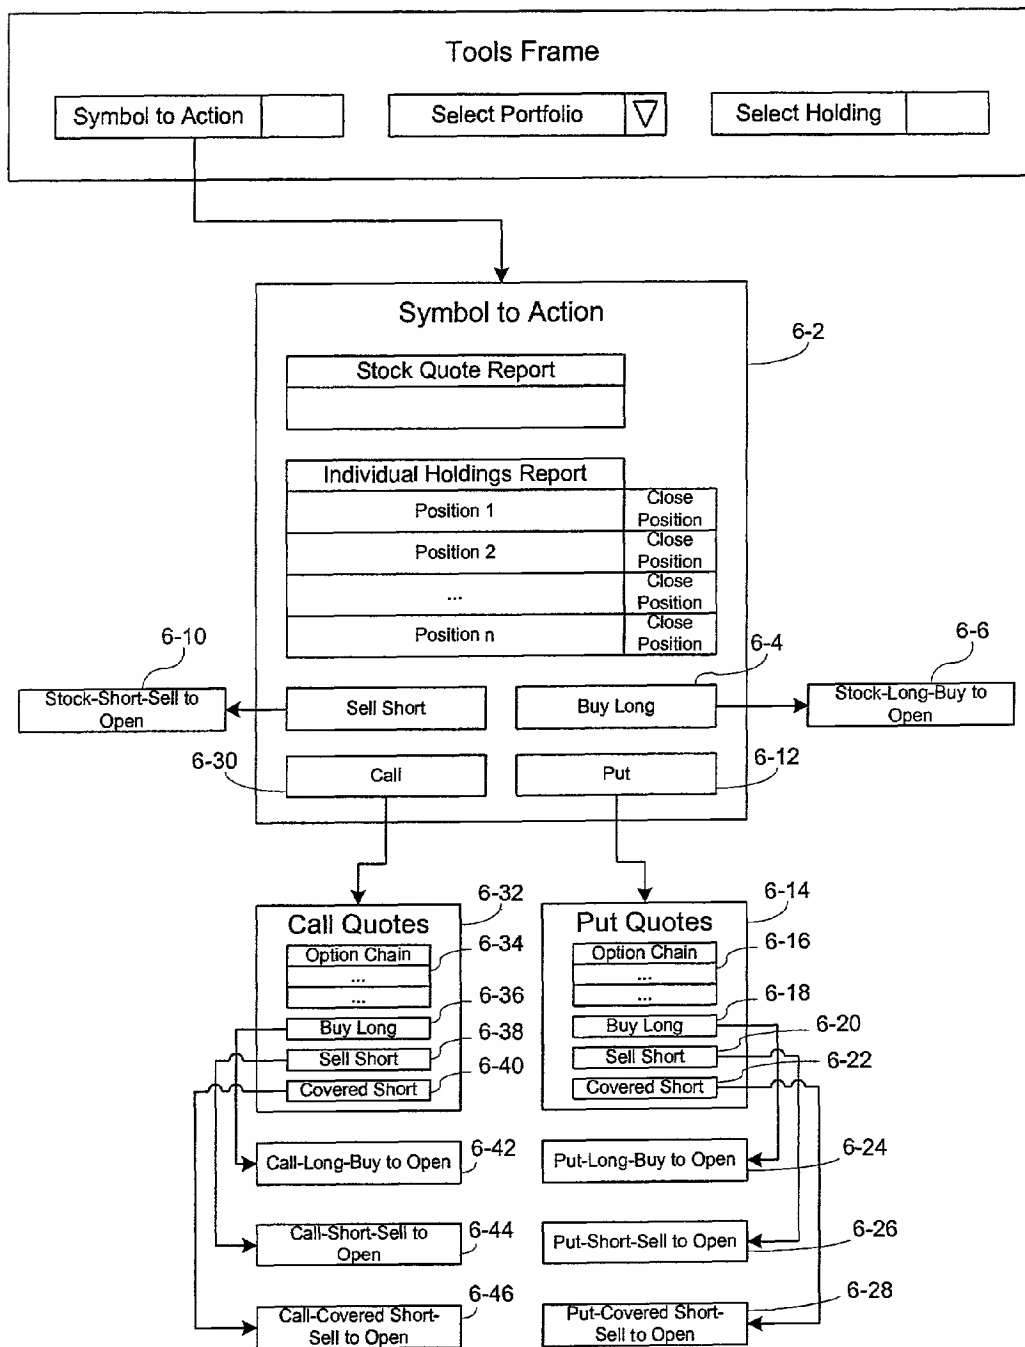 Tools Frame
Symbol to Action
Select Portfolio
Select Holding
Symbol to Action
6-2
Stock Quote Report
Individual Holdings Report
Position 1
Close
Position
Position 2
Close
Position
...
Close
Position
Position n
Close
Position
6-10
6-4
6-6
Stock-Short-Sell to
Open
Sell Short
Buy Long
Stock-Long-Buy to
Open
6-30
Call
Put
6-12
Call Quotes
6-32
Option Chain
6-34
...
...
6-36
Buy Long
6-38
Sell Short
6-40
Covered Short
Put Quotes
6-14
Option Chain
6-16
...
...
6-18
Buy Long
6-20
Sell Short
6-22
Covered Short
Call-Long-Buy to Open
6-42
Put-Long-Buy to Open
6-24
Call-Short-Sell to
Open
6-44
Put-Short-Sell to Open
6-26
Call-Covered Short-
Sell to Open
6-46
Put-Covered Short-
Sell to Open
6-28